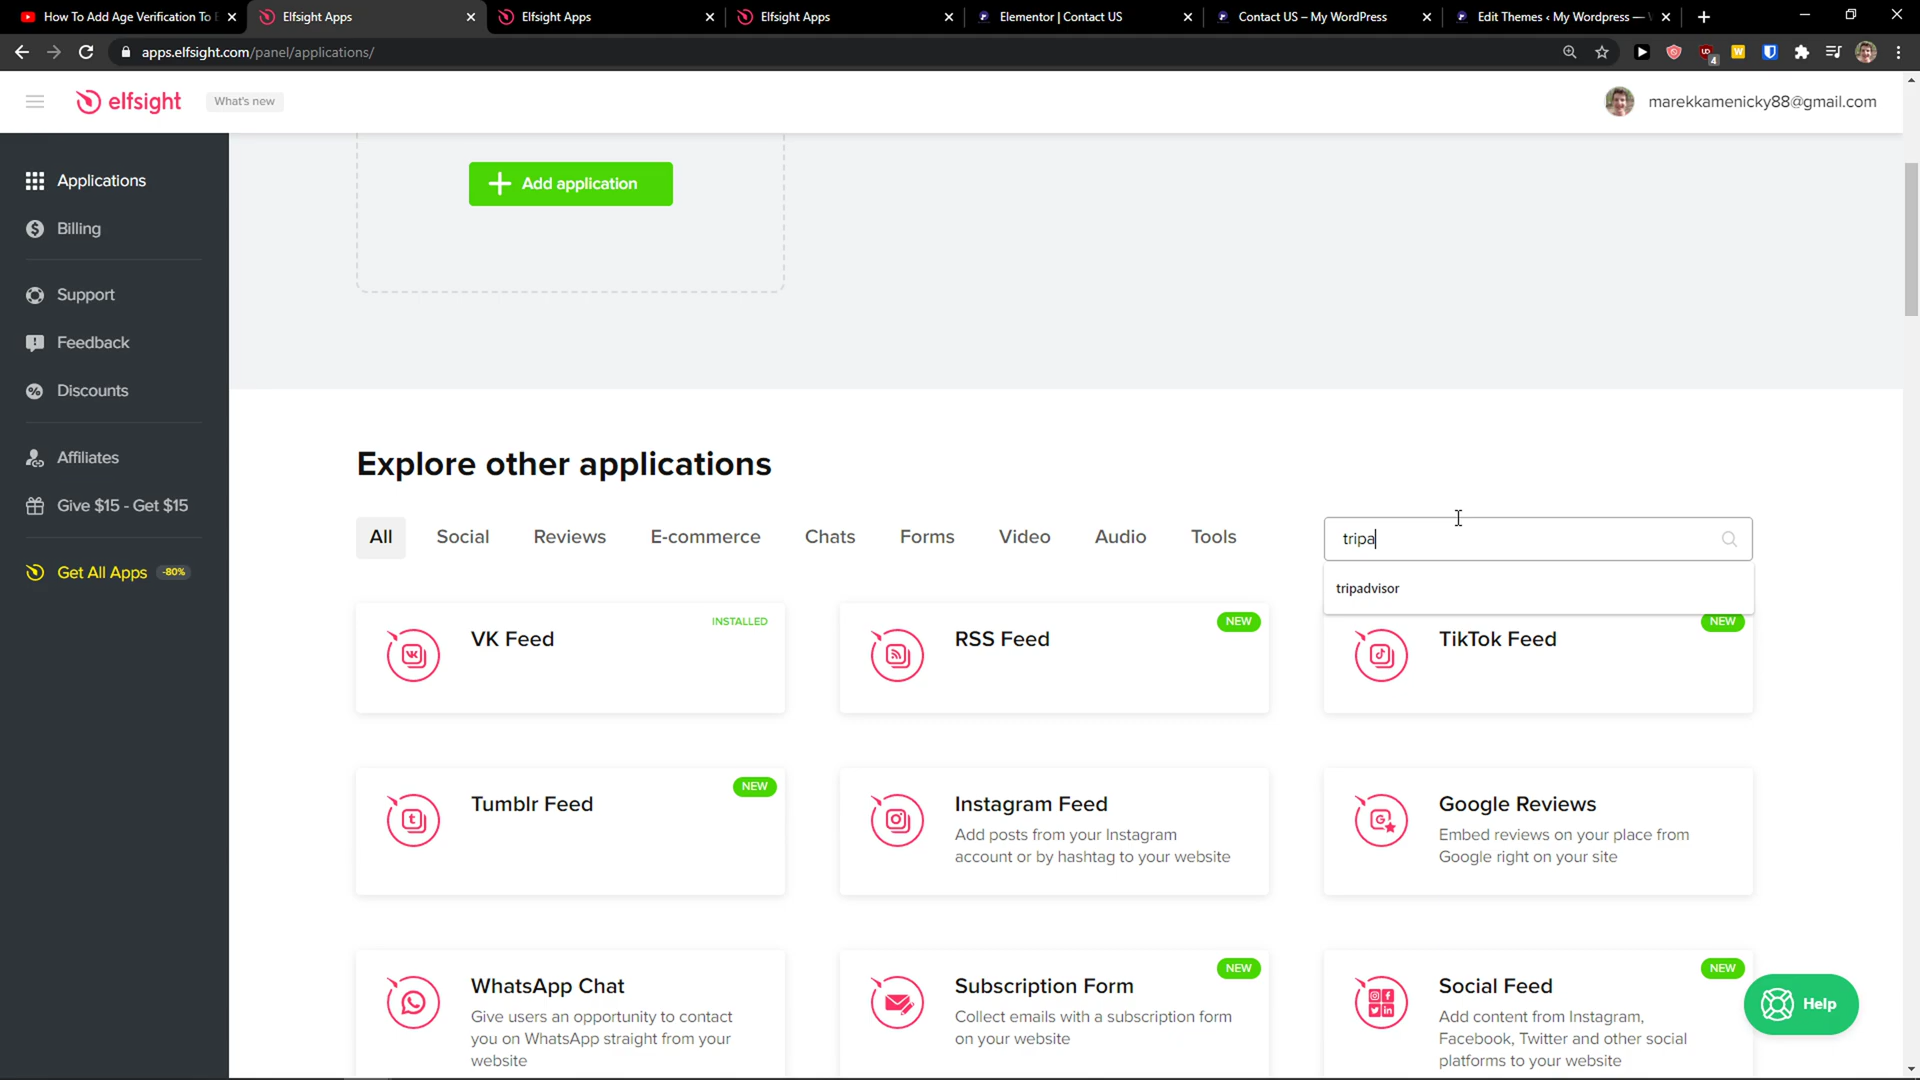 How To Add Age Verification To
Elfsight Apps
Elfsight Apps
Elfsight Apps
Elementor | Contact US
Contact US – My WordPress
Edit Themes ‹ My Wordpress —
apps.elfsight.com/panel/applications/
4
elfsight
What's new
marekkamenicky88@gmail.com
Applications
Billing
Support
Feedback
Discounts
Affiliates
Give $15 - Get $15
Get All Apps
-80%
Add application
Explore other applications
All
Social
Reviews
E-commerce
Chats
Forms
Video
Audio
Tools
tripa
tripadvisor
VK Feed
INSTALLED
RSS Feed
NEW
TikTok Feed
NEW
Tumblr Feed
NEW
Instagram Feed
Add posts from your Instagram
account or by hashtag to your website
Google Reviews
Embed reviews on your place from
Google right on your site
WhatsApp Chat
Give users an opportunity to contact
you on WhatsApp straight from your
website
Subscription Form
NEW
Collect emails with a subscription form
on your website
Social Feed
NEW
Add content from Instagram,
Facebook, Twitter and other social
platforms to your website
Help